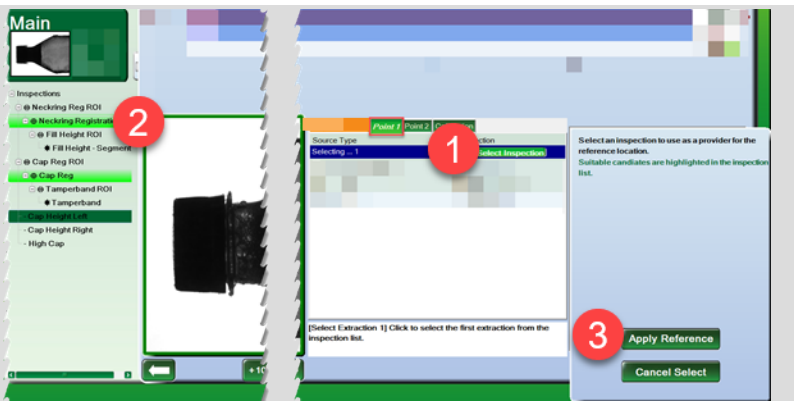 Main
Inspections
Neckring Reg ROI
Neckring Registratio
2
Fill Height ROI
Fill Height - Segment
Cap Reg ROI
Cap Reg
Tamperband ROI
Tamperband
Cap Height Left
Cap Height Right
High Cap
+10
Point 1 Point 2
Source Type
Selecting ... 1
1
Select Inspection
[Select Extraction 1] Click to select the first extraction from the
inspection list.
Select an inspection to use as a provider for the
reference location.
Suitable candiates are highlighted in the inspection
list.
3
Apply Reference
Cancel Select